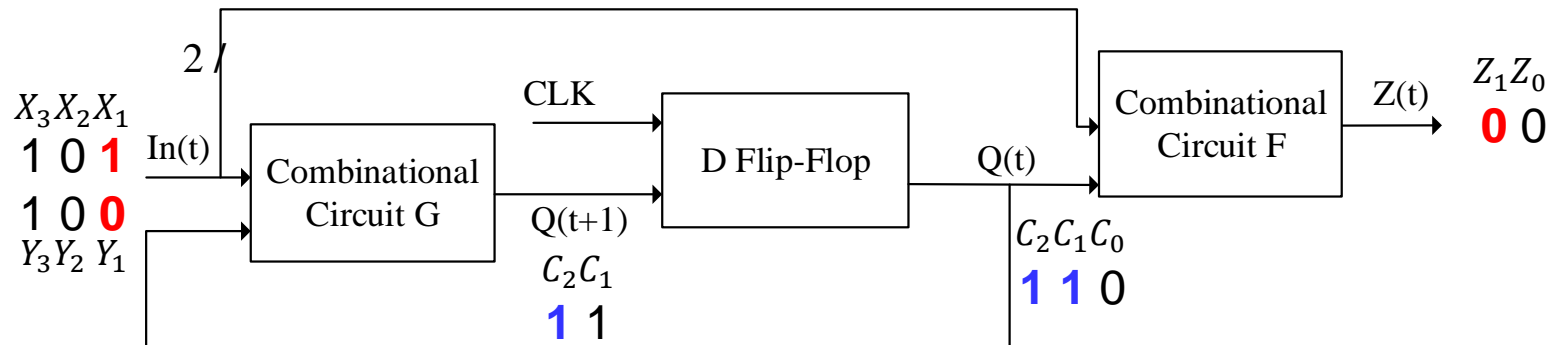 2 /
X₃X₂X₁
1 0 1
In(t)
1 0 0
Y₃Y₂ Y₁
Combinational
Circuit G
CLK
Q(t+1)
C₂C₁
1 1
D Flip-Flop
Q(t)
C₂C₁C₀
1 1 0
Combinational
Circuit F
Z(t)
Z₁Z₀
0 0